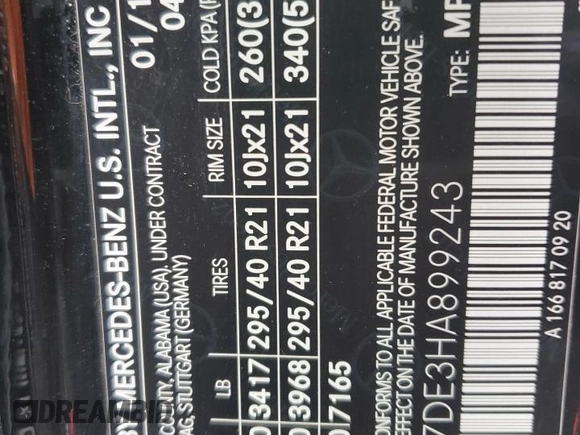 MERCEDES-BENZ U.S. INTL., INC
01/1
COUNTY, ALABAMA (USA), UNDER CONTRACT
AG, STUTTGART (GERMANY)
04
LB TIRES RIM SIZE COLD KPA
3417 295/40 R21 10Jx21 260(3
3968 295/40 R21 10Jx21 340(5
7165
CONFORMS TO ALL APPLICABLE FEDERAL MOTOR VEHICLE SAF
EFFECT ON THE DATE OF MANUFACTURE SHOWN ABOVE.
7DE3HA899243 TYPE:
A 166 817 09 20
DREAMBID